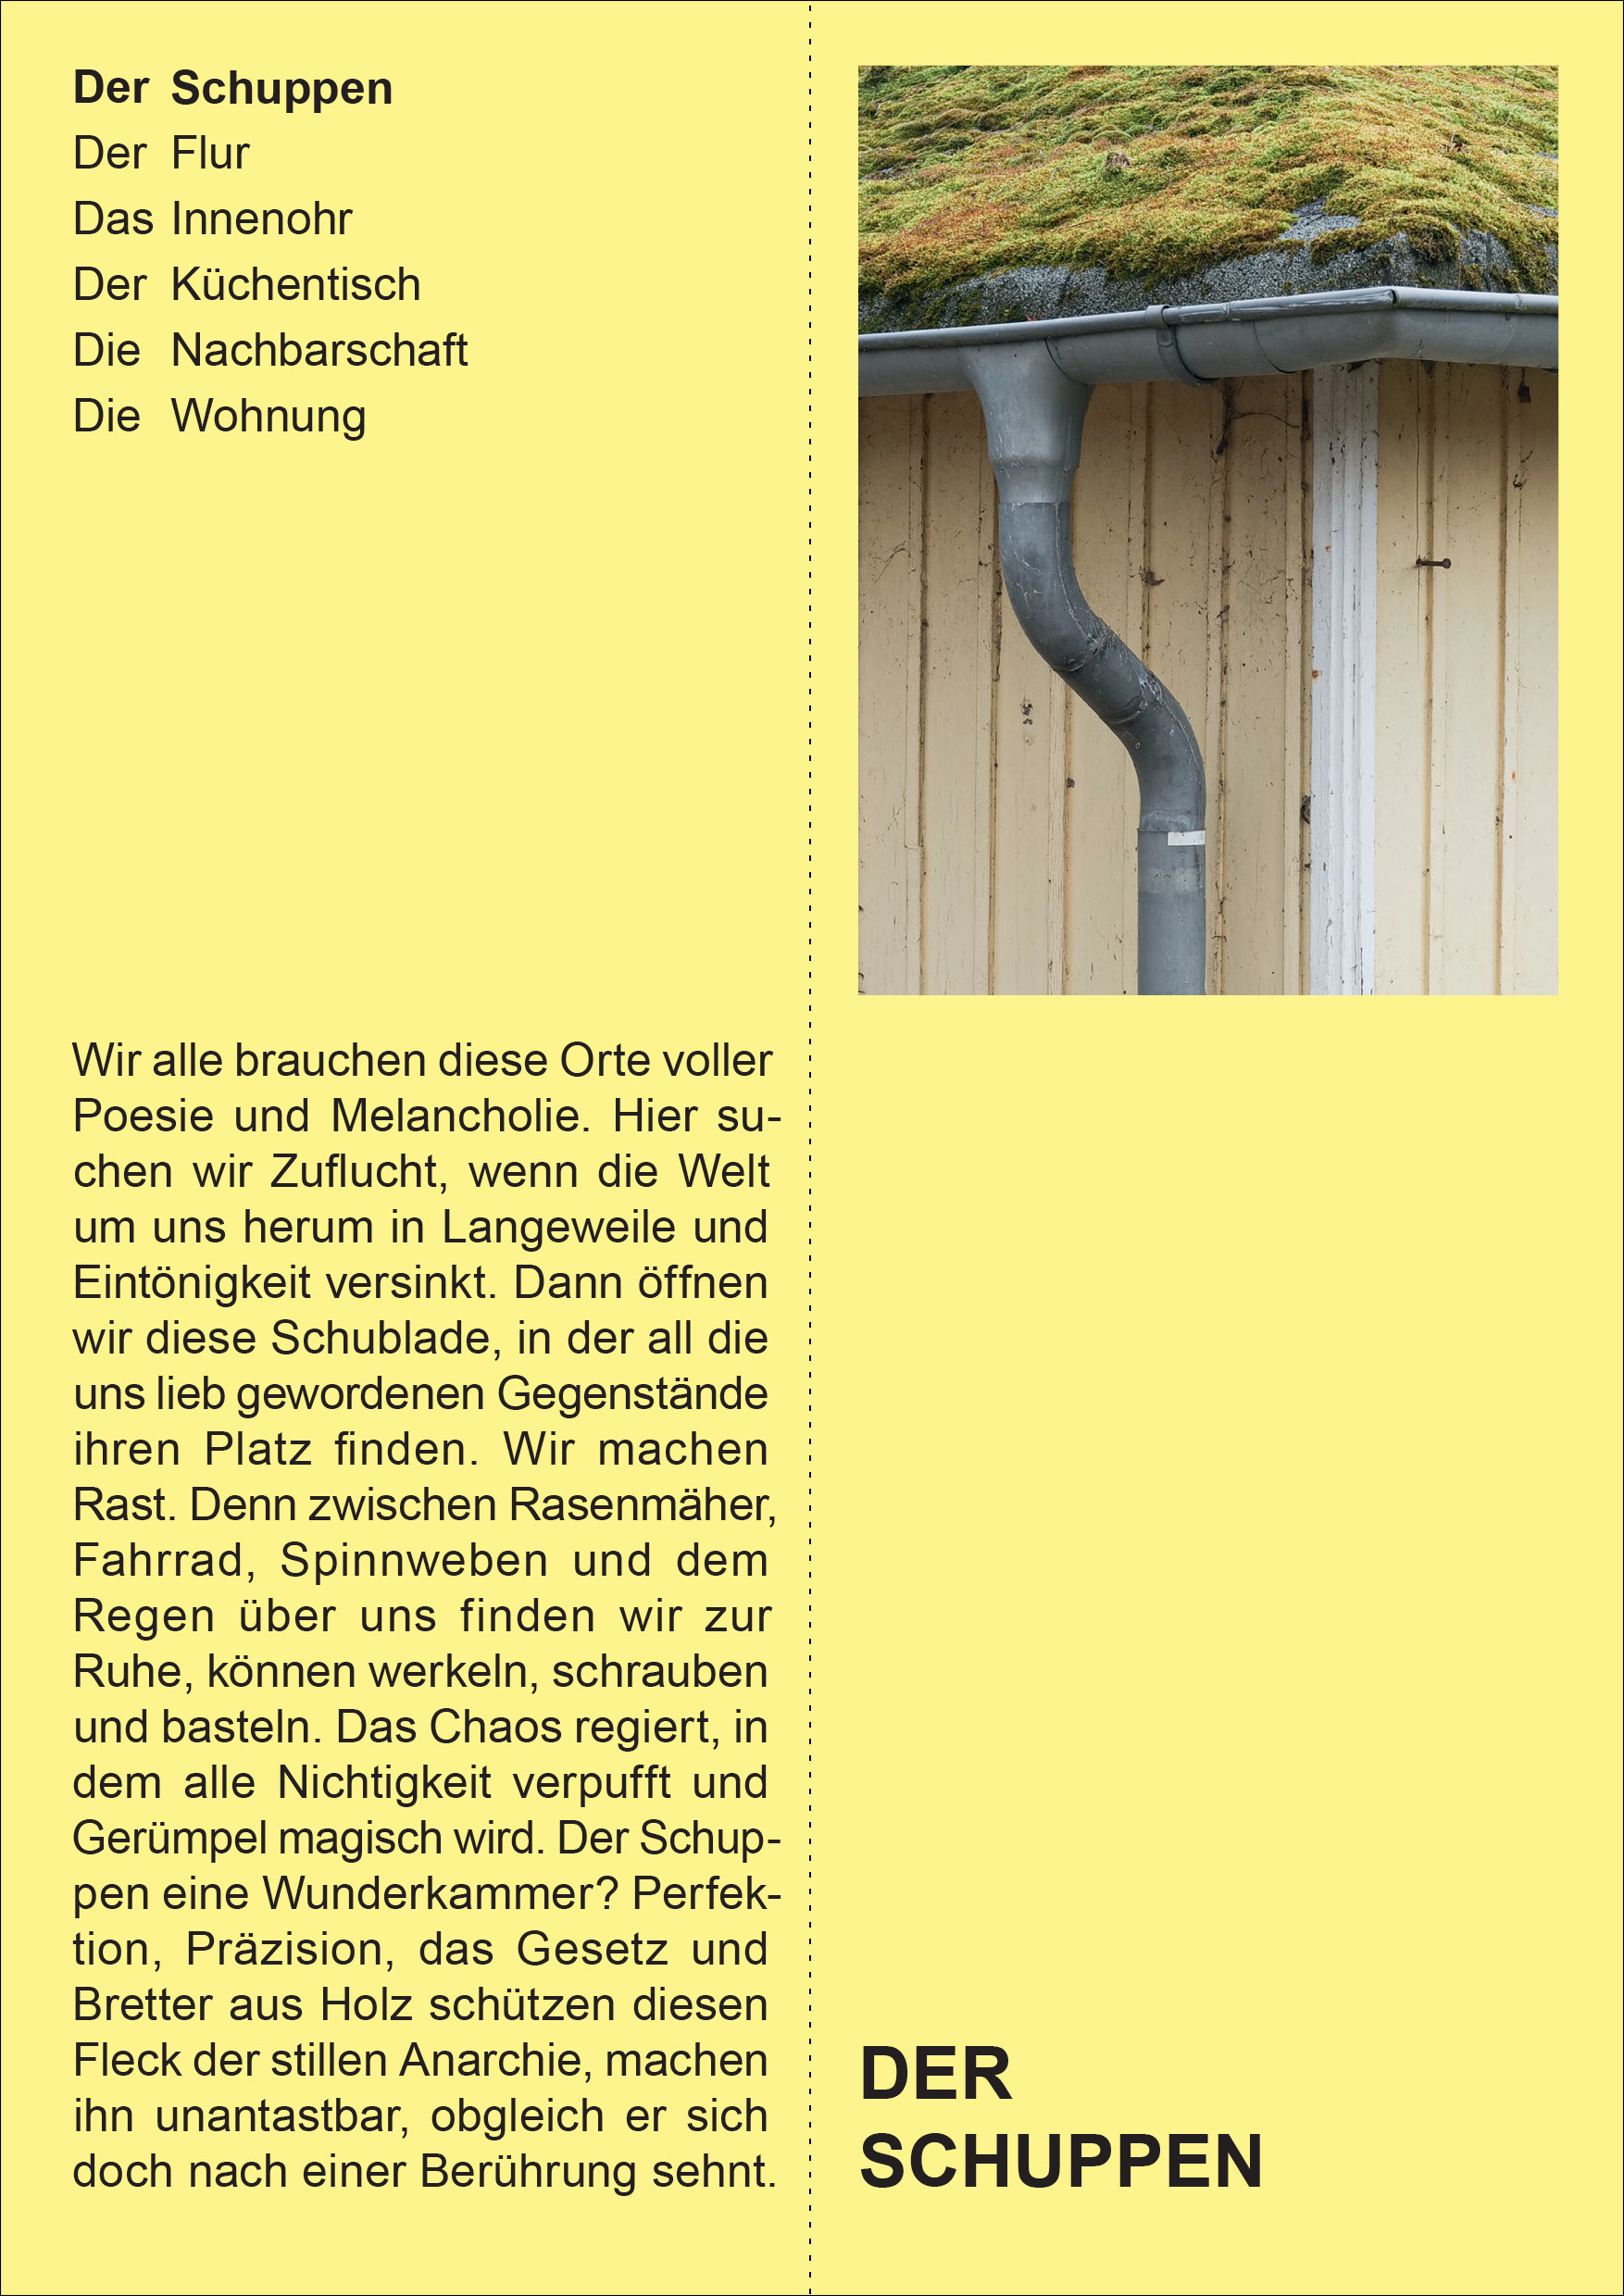 Der Schuppen
Der Flur
Das Innenohr
Der Küchentisch
Die Nachbarschaft
Die Wohnung
Wir alle brauchen diese Orte voller
Poesie und Melancholie. Hier su-
chen wir Zuflucht, wenn die Welt
um uns herum in Langeweile und
Eintönigkeit versinkt. Dann öffnen
wir diese Schublade, in der all die
uns lieb gewordenen Gegenstände
ihren Platz finden. Wir machen
Rast. Denn zwischen Rasenmäher,
Fahrrad, Spinnweben und dem
Regen über uns finden wir zur
Ruhe, können werkeln, schrauben
und basteln. Das Chaos regiert, in
dem alle Nichtigkeit verpufft und
Gerümpel magisch wird. Der Schup-
pen eine Wunderkammer? Perfek-
tion, Präzision, das Gesetz und
Bretter aus Holz schützen diesen
Fleck der stillen Anarchie, machen
ihn unantastbar, obgleich er sich
doch nach einer Berührung sehnt.
DER
SCHUPPEN